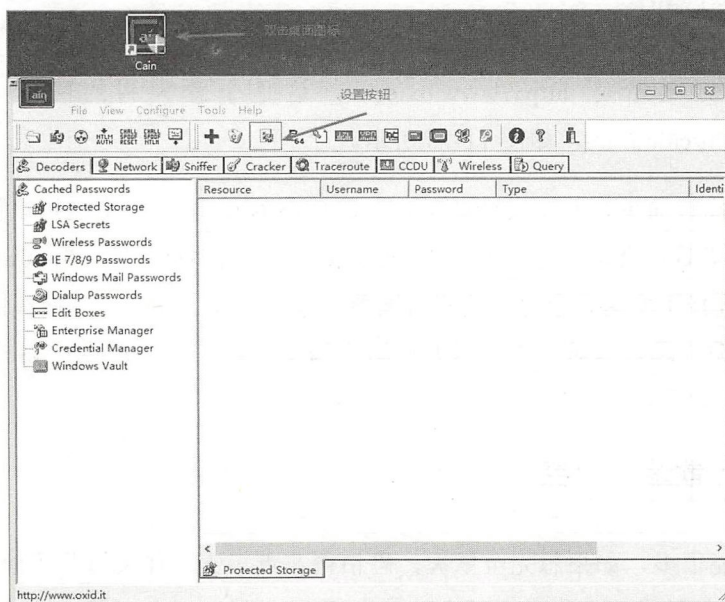 双击桌面图标
Cain
设置按钮
File View Configure Tools Help
Decoders Network Sniffer Cracker Traceroute CCDU Wireless Query
Cached Passwords
Resource Username Password Type Identi
Protected Storage
LSA Secrets
Wireless Passwords
IE 7/8/9 Passwords
Windows Mail Passwords
Dialup Passwords
Edit Boxes
Enterprise Manager
Credential Manager
Windows Vault
Protected Storage
http://www.oxid.it